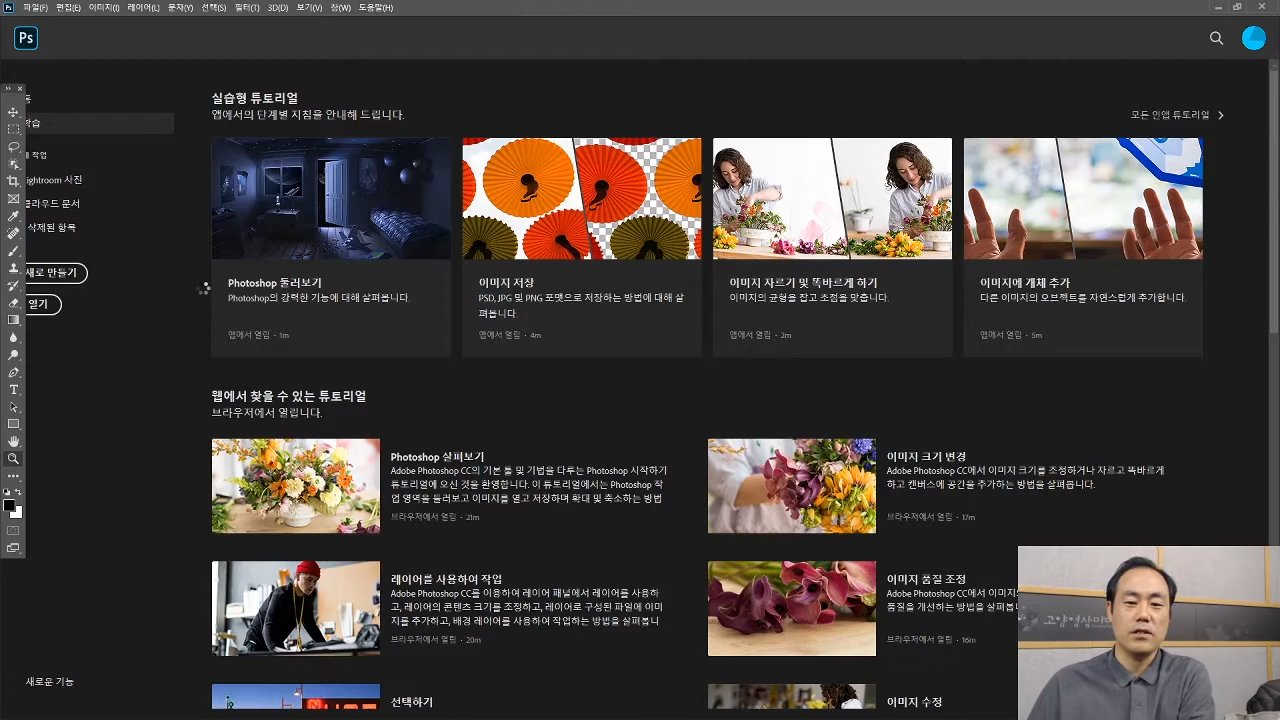 Ps 파일(F) 편집(E) 이미지(I) 레이어(L) 문자(Y) 선택(S) 필터(T) 3D(D) 보기(V) 창(W) 도움말(H)
Ps
실습형 튜토리얼
앱에서의 단계별 지침을 안내해 드립니다.
모든 인앱 튜토리얼
홈
학습
작업
Lightroom 사진
클라우드 문서
삭제된 항목
새로 만들기
열기
Photoshop 둘러보기
Photoshop의 강력한 기능에 대해 살펴봅니다.
앱에서 열림 · 1m
이미지 저장
PSD, JPG 및 PNG 포맷으로 저장하는 방법에 대해 살
펴봅니다.
앱에서 열림 · 4m
이미지 자르기 및 똑바르게 하기
이미지의 균형을 잡고 초점을 맞춥니다.
앱에서 열림 · 2m
이미지에 개체 추가
다른 이미지의 오브젝트를 자연스럽게 추가합니다.
앱에서 열림 · 5m
웹에서 찾을 수 있는 튜토리얼
브라우저에서 열립니다.
Photoshop 살펴보기
Adobe Photoshop CC의 기본 툴 및 기법을 다루는 Photoshop 시작하기
튜토리얼에 오신 것을 환영합니다. 이 튜토리얼에서는 Photoshop 작
업 영역을 둘러보고 이미지를 열고 저장하며 확대 및 축소하는 방법
브라우저에서 열림 · 21m
이미지 크기 변경
Adobe Photoshop CC에서 이미지 크기를 조정하거나 자르고 똑바르게
하고 캔버스에 공간을 추가하는 방법을 살펴봅니다.
브라우저에서 열림 · 17m
레이어를 사용하여 작업
Adobe Photoshop CC를 이용하여 레이어 패널에서 레이어를 사용하
고, 레이어의 콘텐츠 크기를 조정하고, 레이어로 구성된 파일에 이미
지를 추가하고, 배경 레이어를 사용하여 작업하는 방법을 살펴봅니
브라우저에서 열림 · 20m
이미지 품질 조정
Adobe Photoshop CC에서 이미지
품질을 개선하는 방법을 살펴봅
브라우저에서 열림 · 16m
고양영상미디
새로운 기능
선택하기
이미지 수정